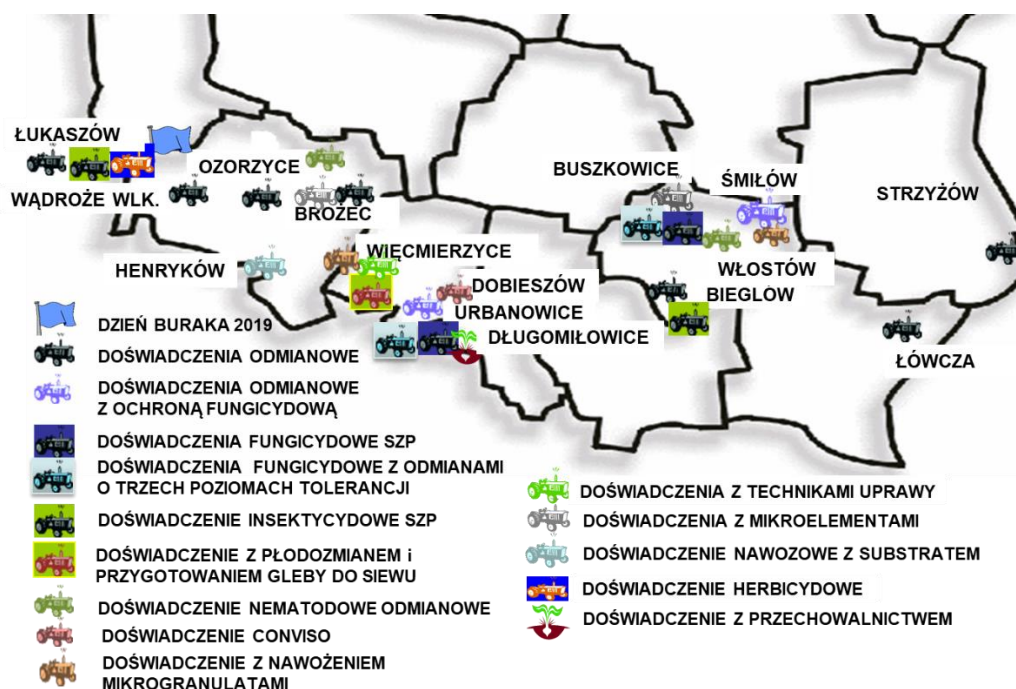 ŁUKASZÓW
WĄDROŻE WLK.
OZORZYCE
BROŻEC
BUSZKOWICE
ŚMIŁÓW
STRZYŻÓW
HENRYKÓW
WIĘCMIERZYCE
WŁOSTÓW
DOBIESZÓW
BIEGLÓW
URBANOWICE
DŁUGOMIŁOWICE
ŁÓWCZA
DZIEŃ BURAKA 2019
DOŚWIADCZENIA ODMIANOWE
DOŚWIADCZENIA ODMIANOWE
Z OCHRONĄ FUNGICYDOWĄ
DOŚWIADCZENIA FUNGICYDOWE SZP
DOŚWIADCZENIA FUNGICYDOWE Z ODMIANAMI
O TRZECH POZIOMACH TOLERANCJI
DOŚWIADCZENIE INSEKTYCYDOWE SZP
DOŚWIADCZENIE Z PŁODOZMIANEM i
PRZYGOTOWANIEM GLEBY DO SIEWU
DOŚWIADCZENIE NEMATODOWE ODMIANOWE
DOŚWIADCZENIE CONVISO
DOŚWIADCZENIE Z NAWOŻENIEM
MIKROGRANULATAMI
DOŚWIADCZENIA Z TECHNIKAMI UPRAWY
DOŚWIADCZENIA Z MIKROELEMENTAMI
DOŚWIADCZENIE NAWOZOWE Z SUBSTRATEM
DOŚWIADCZENIE HERBICYDOWE
DOŚWIADCZENIE Z PRZECHOWALNICTWEM